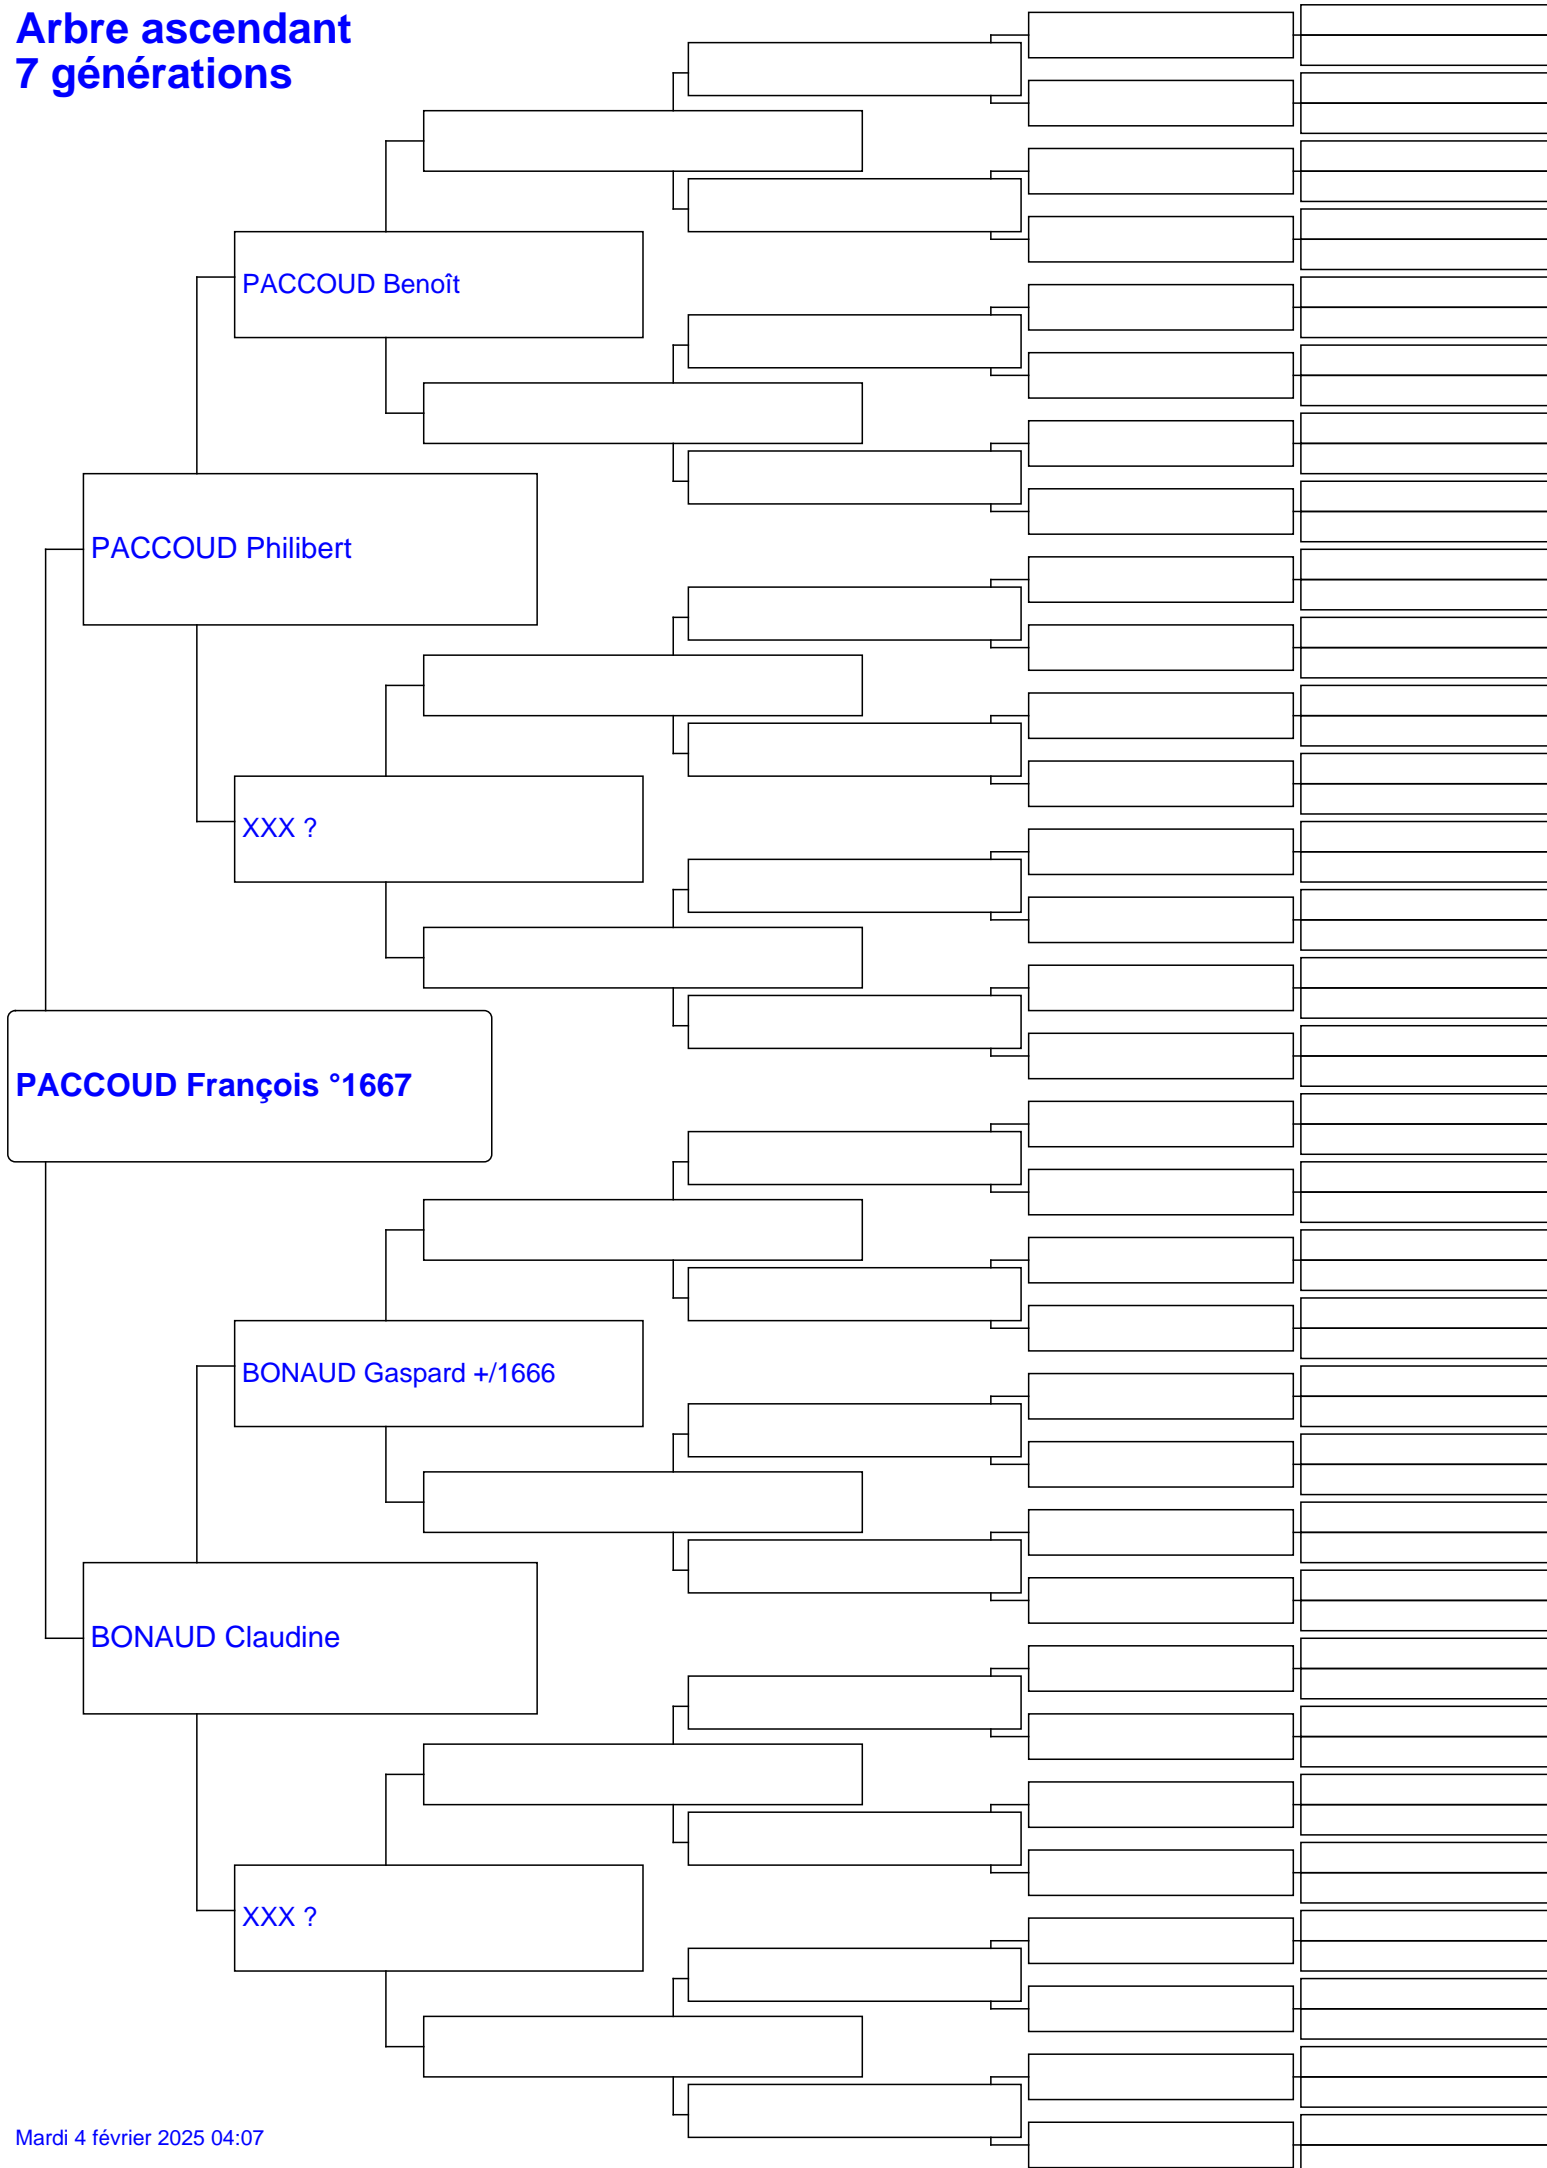 Arbre ascendant
7 générations
PACCOUD Benoît
PACCOUD Philibert
XXX ?
PACCOUD François °1667
BONAUD Gaspard +/1666
BONAUD Claudine
XXX ?
Mardi 4 février 2025 04:07